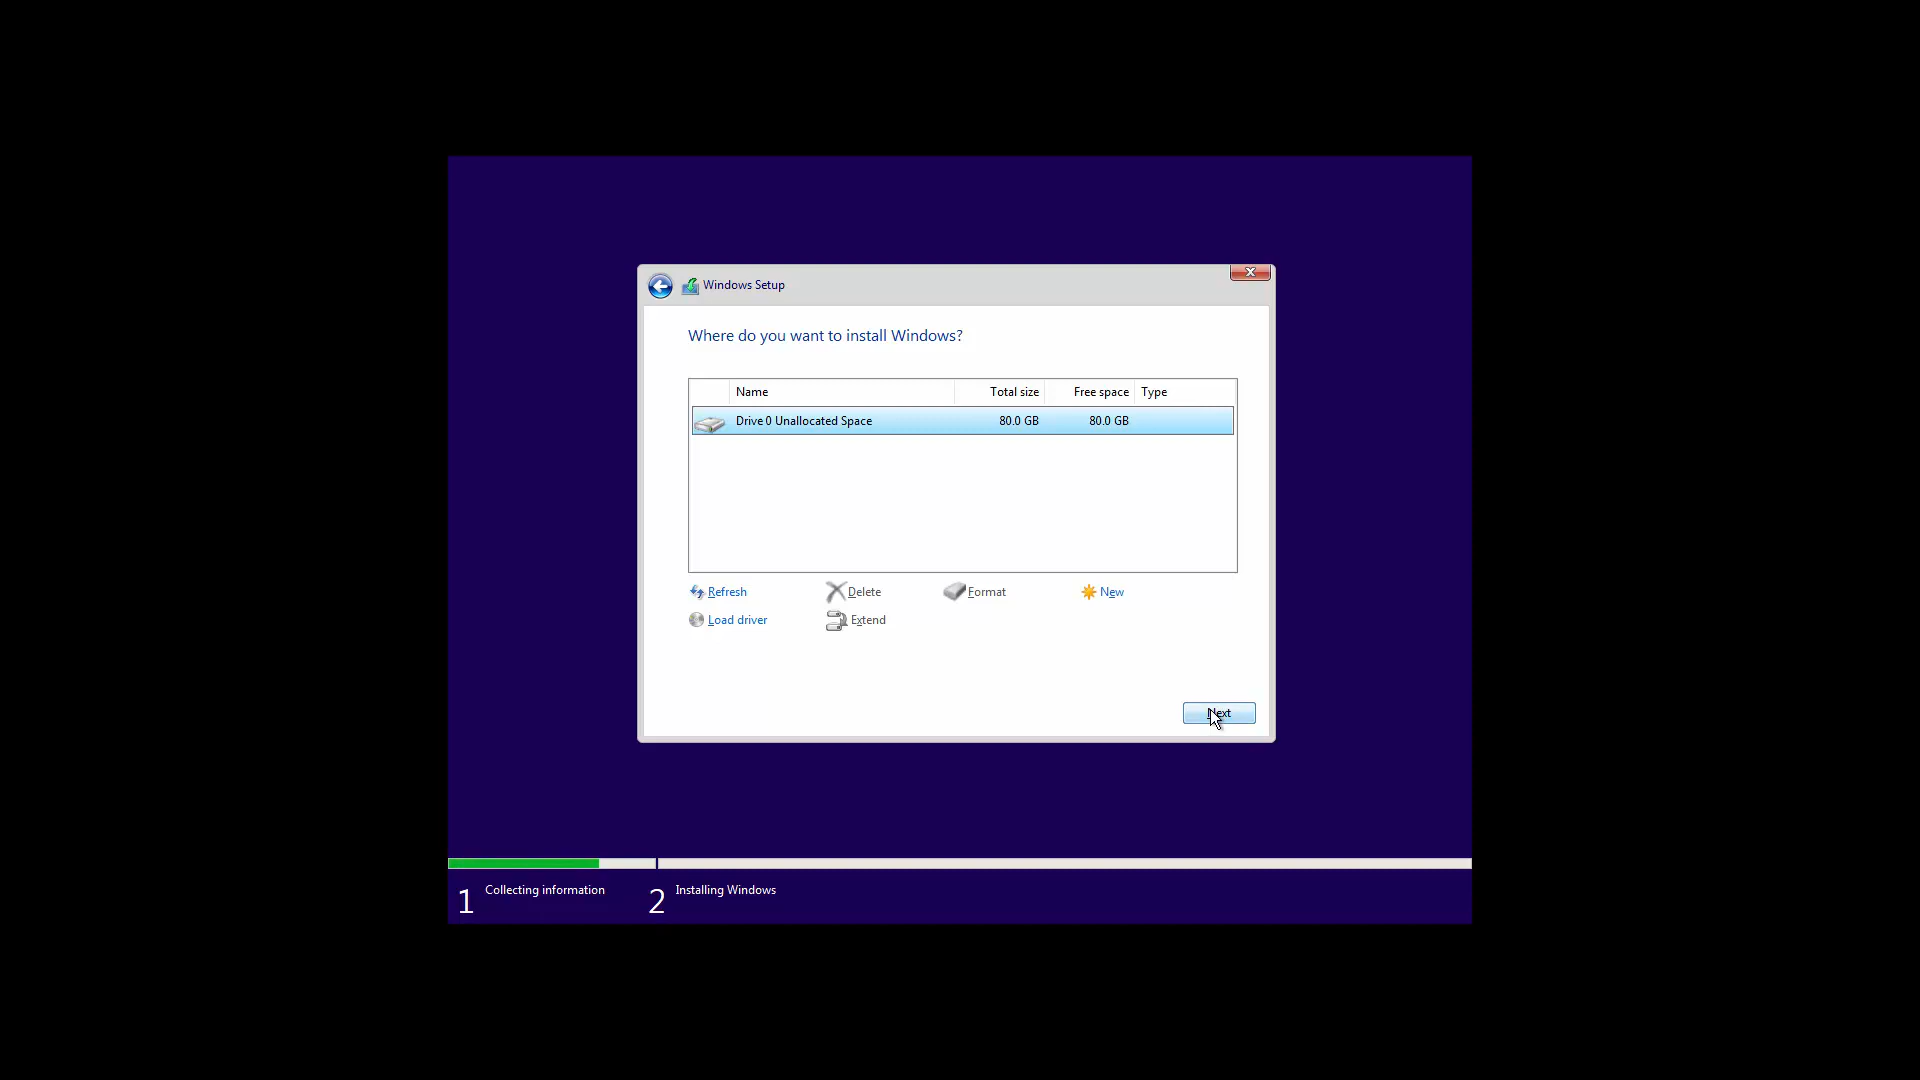 Windows Setup
Where do you want to install Windows?
Name Total size Free space Type
Drive 0 Unallocated Space 80.0 GB 80.0 GB
Refresh Delete Format New
Load driver Extend
Next
1 Collecting information 2 Installing Windows